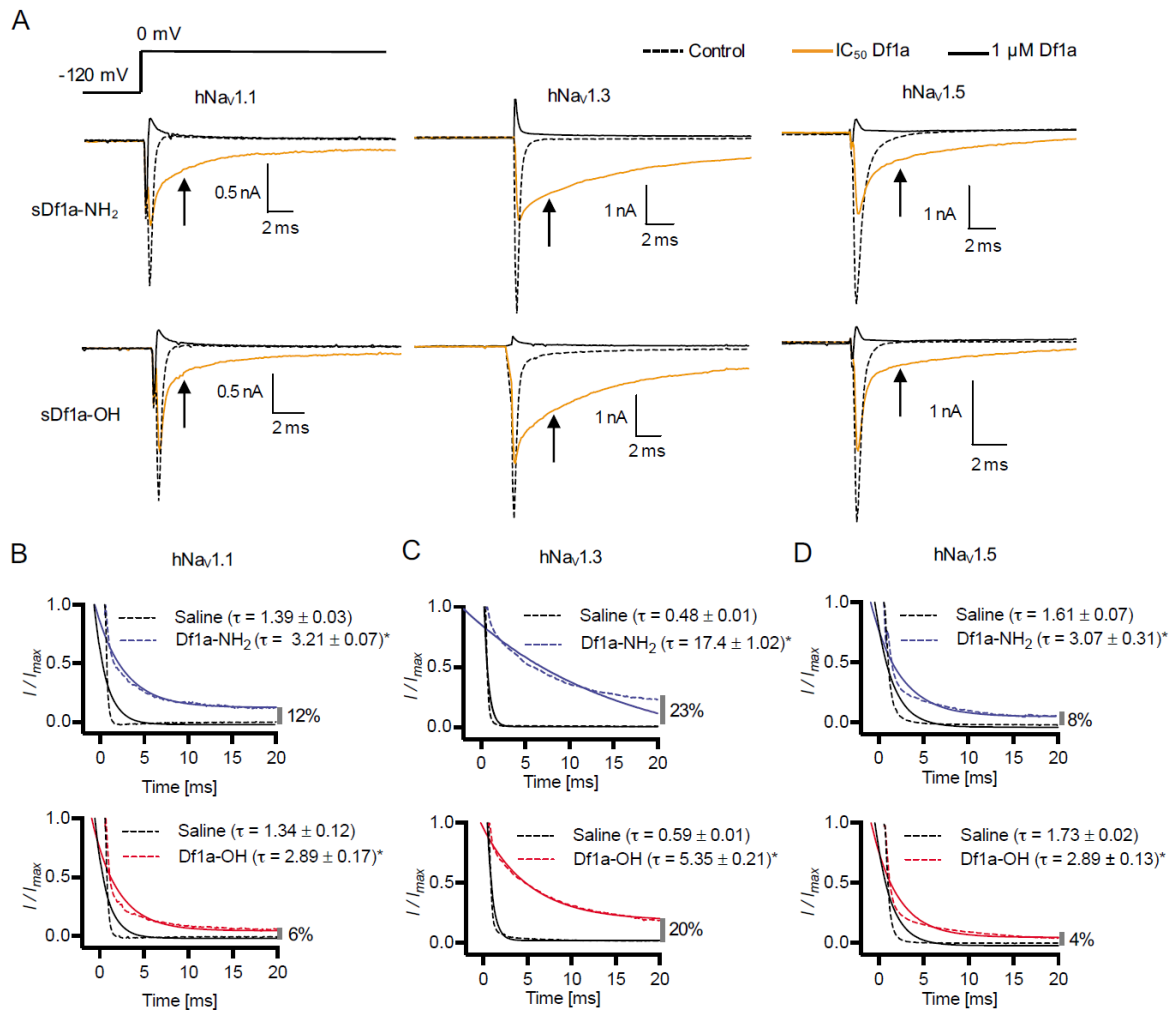 A
0 mV
-120 mV
Control
IC50 Df1a
1 µM Df1a
hNaV1.1
hNaV1.3
hNaV1.5
sDf1a-NH2
0.5 nA
2 ms
1 nA
2 ms
1 nA
2 ms
sDf1a-OH
0.5 nA
2 ms
1 nA
2 ms
1 nA
2 ms
B
hNaV1.1
1.0
0.5
0.0
I / Imax
Saline (τ = 1.39 ± 0.03)
Df1a-NH2 (τ = 3.21 ± 0.07)*
12%
0 5 10 15 20
Time [ms]
1.0
0.5
0.0
I / Imax
Saline (τ = 1.34 ± 0.12)
Df1a-OH (τ = 2.89 ± 0.17)*
6%
0 5 10 15 20
Time [ms]
C
hNaV1.3
1.0
0.5
0.0
I / Imax
Saline (τ = 0.48 ± 0.01)
Df1a-NH2 (τ = 17.4 ± 1.02)*
23%
0 5 10 15 20
Time [ms]
1.0
0.5
0.0
I / Imax
Saline (τ = 0.59 ± 0.01)
Df1a-OH (τ = 5.35 ± 0.21)*
20%
0 5 10 15 20
Time [ms]
D
hNaV1.5
1.0
0.5
0.0
I / Imax
Saline (τ = 1.61 ± 0.07)
Df1a-NH2 (τ = 3.07 ± 0.31)*
8%
0 5 10 15 20
Time [ms]
1.0
0.5
0.0
I / Imax
Saline (τ = 1.73 ± 0.02)
Df1a-OH (τ = 2.89 ± 0.13)*
4%
0 5 10 15 20
Time [ms]